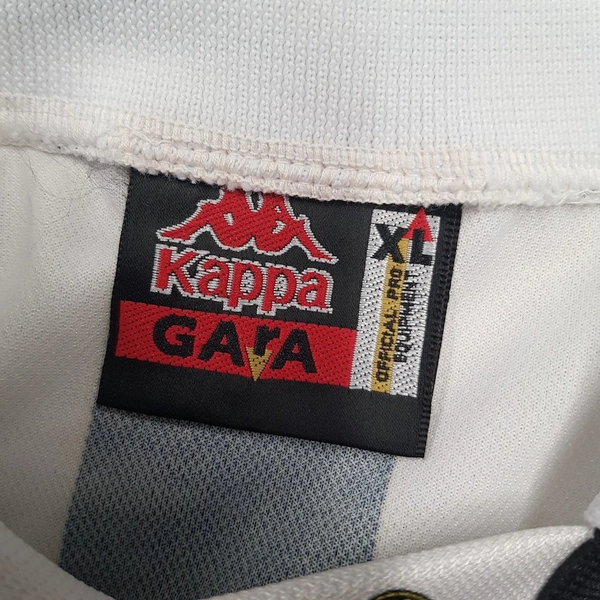 Kappa
GArA
XL
OFFICIAL PRO
EQUIPMENT